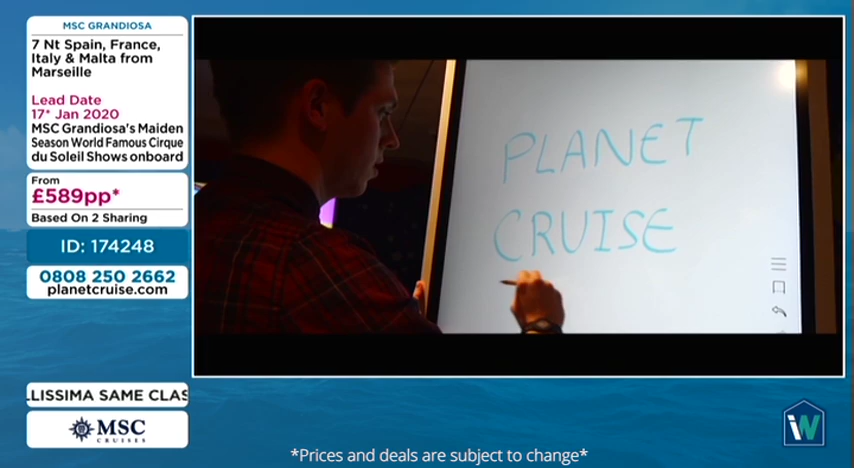 MSC GRANDIOSA
7 Nt Spain, France,
Italy & Malta from
Marseille
Lead Date
17* Jan 2020
MSC Grandiosa's Maiden
Season World Famous Cirque
du Soleil Shows onboard
From
£589pp*
Based On 2 Sharing
ID: 174248
0808 250 2662
planetcruise.com
PLANET
CRUISE
LLISSIMA SAME CLAS
MSC
CRUISES
iW
*Prices and deals are subject to change*